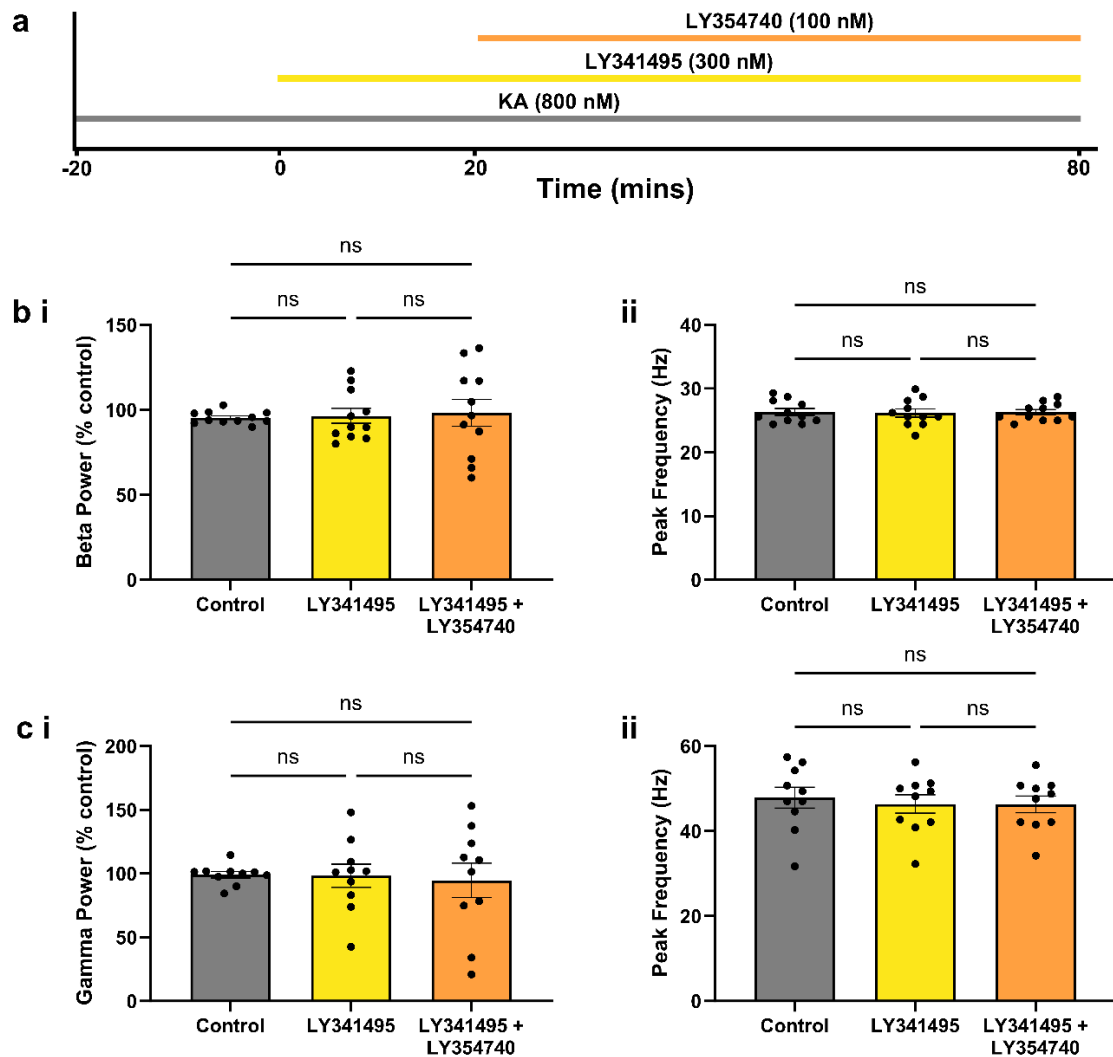 a
LY354740 (100 nM)
LY341495 (300 nM)
KA (800 nM)
-20
0
20
80
Time (mins)
b i
ns
ns
ns
Beta Power (% control)
150
100
50
0
Control
LY341495
LY341495 +
LY354740
ii
ns
ns
ns
Peak Frequency (Hz)
40
30
20
10
0
Control
LY341495
LY341495 +
LY354740
c i
ns
ns
ns
Gamma Power (% control)
200
150
100
50
0
Control
LY341495
LY341495 +
LY354740
ii
ns
ns
ns
Peak Frequency (Hz)
60
40
20
0
Control
LY341495
LY341495 +
LY354740